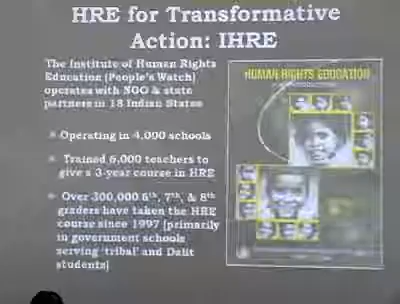 HRE for Transformative
Action: IHRE
The Institute of Human Rights
Education (People's Watch)
operates with NGO & state
partners in 18 Indian States
Operating in 4,000 schools
Trained 6,000 teachers to
give a 3-year course in HRE
Over 300,000 6th, 7th, & 8th
graders have taken the HRE
course since 1997 [primarily
in government schools
serving 'tribal' and Dalit
students]
HUMAN RIGHTS EDUCATION